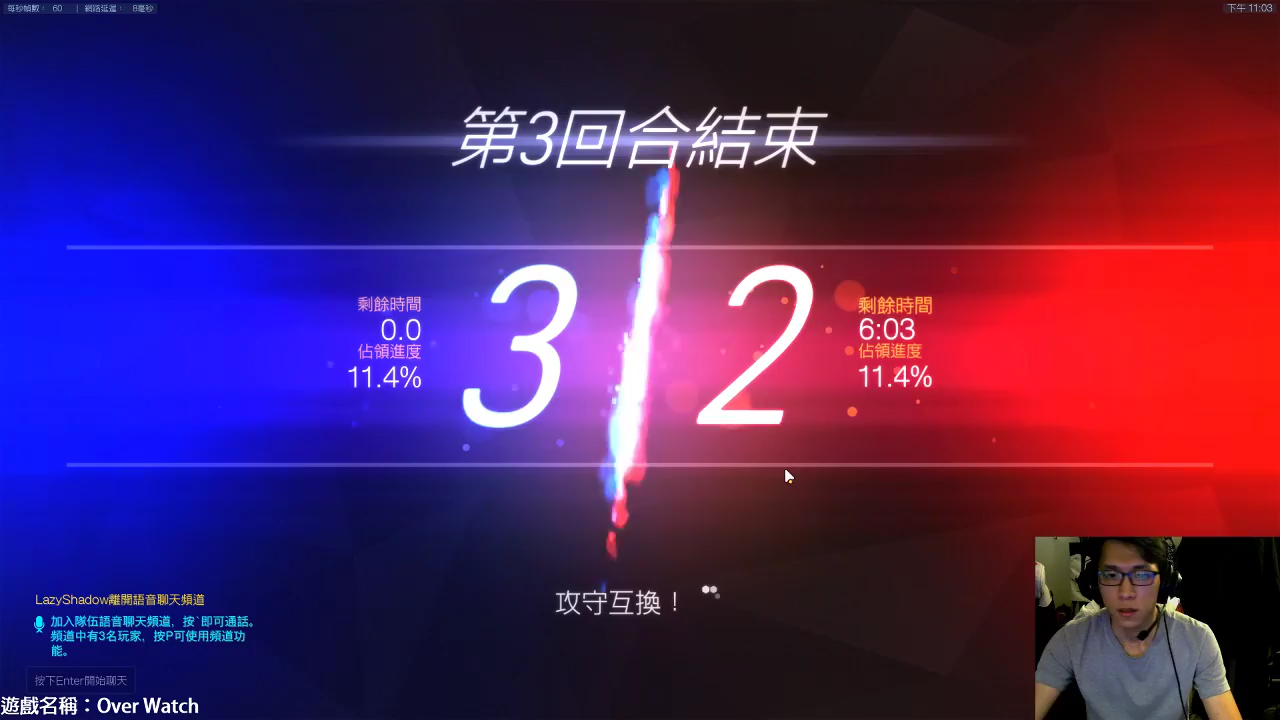 每秒幀數： 60 | 網路延遲： 8毫秒
下午 11:03
第3回合結束
剩餘時間
0.0
佔領進度
11.4%
3
2
剩餘時間
6:03
佔領進度
11.4%
攻守互換！
LazyShadow離開語音聊天頻道
加入隊伍語音聊天頻道，按`即可通話。
頻道中有3名玩家，按P可使用頻道功
能。
按下Enter開始聊天
遊戲名稱：Over Watch